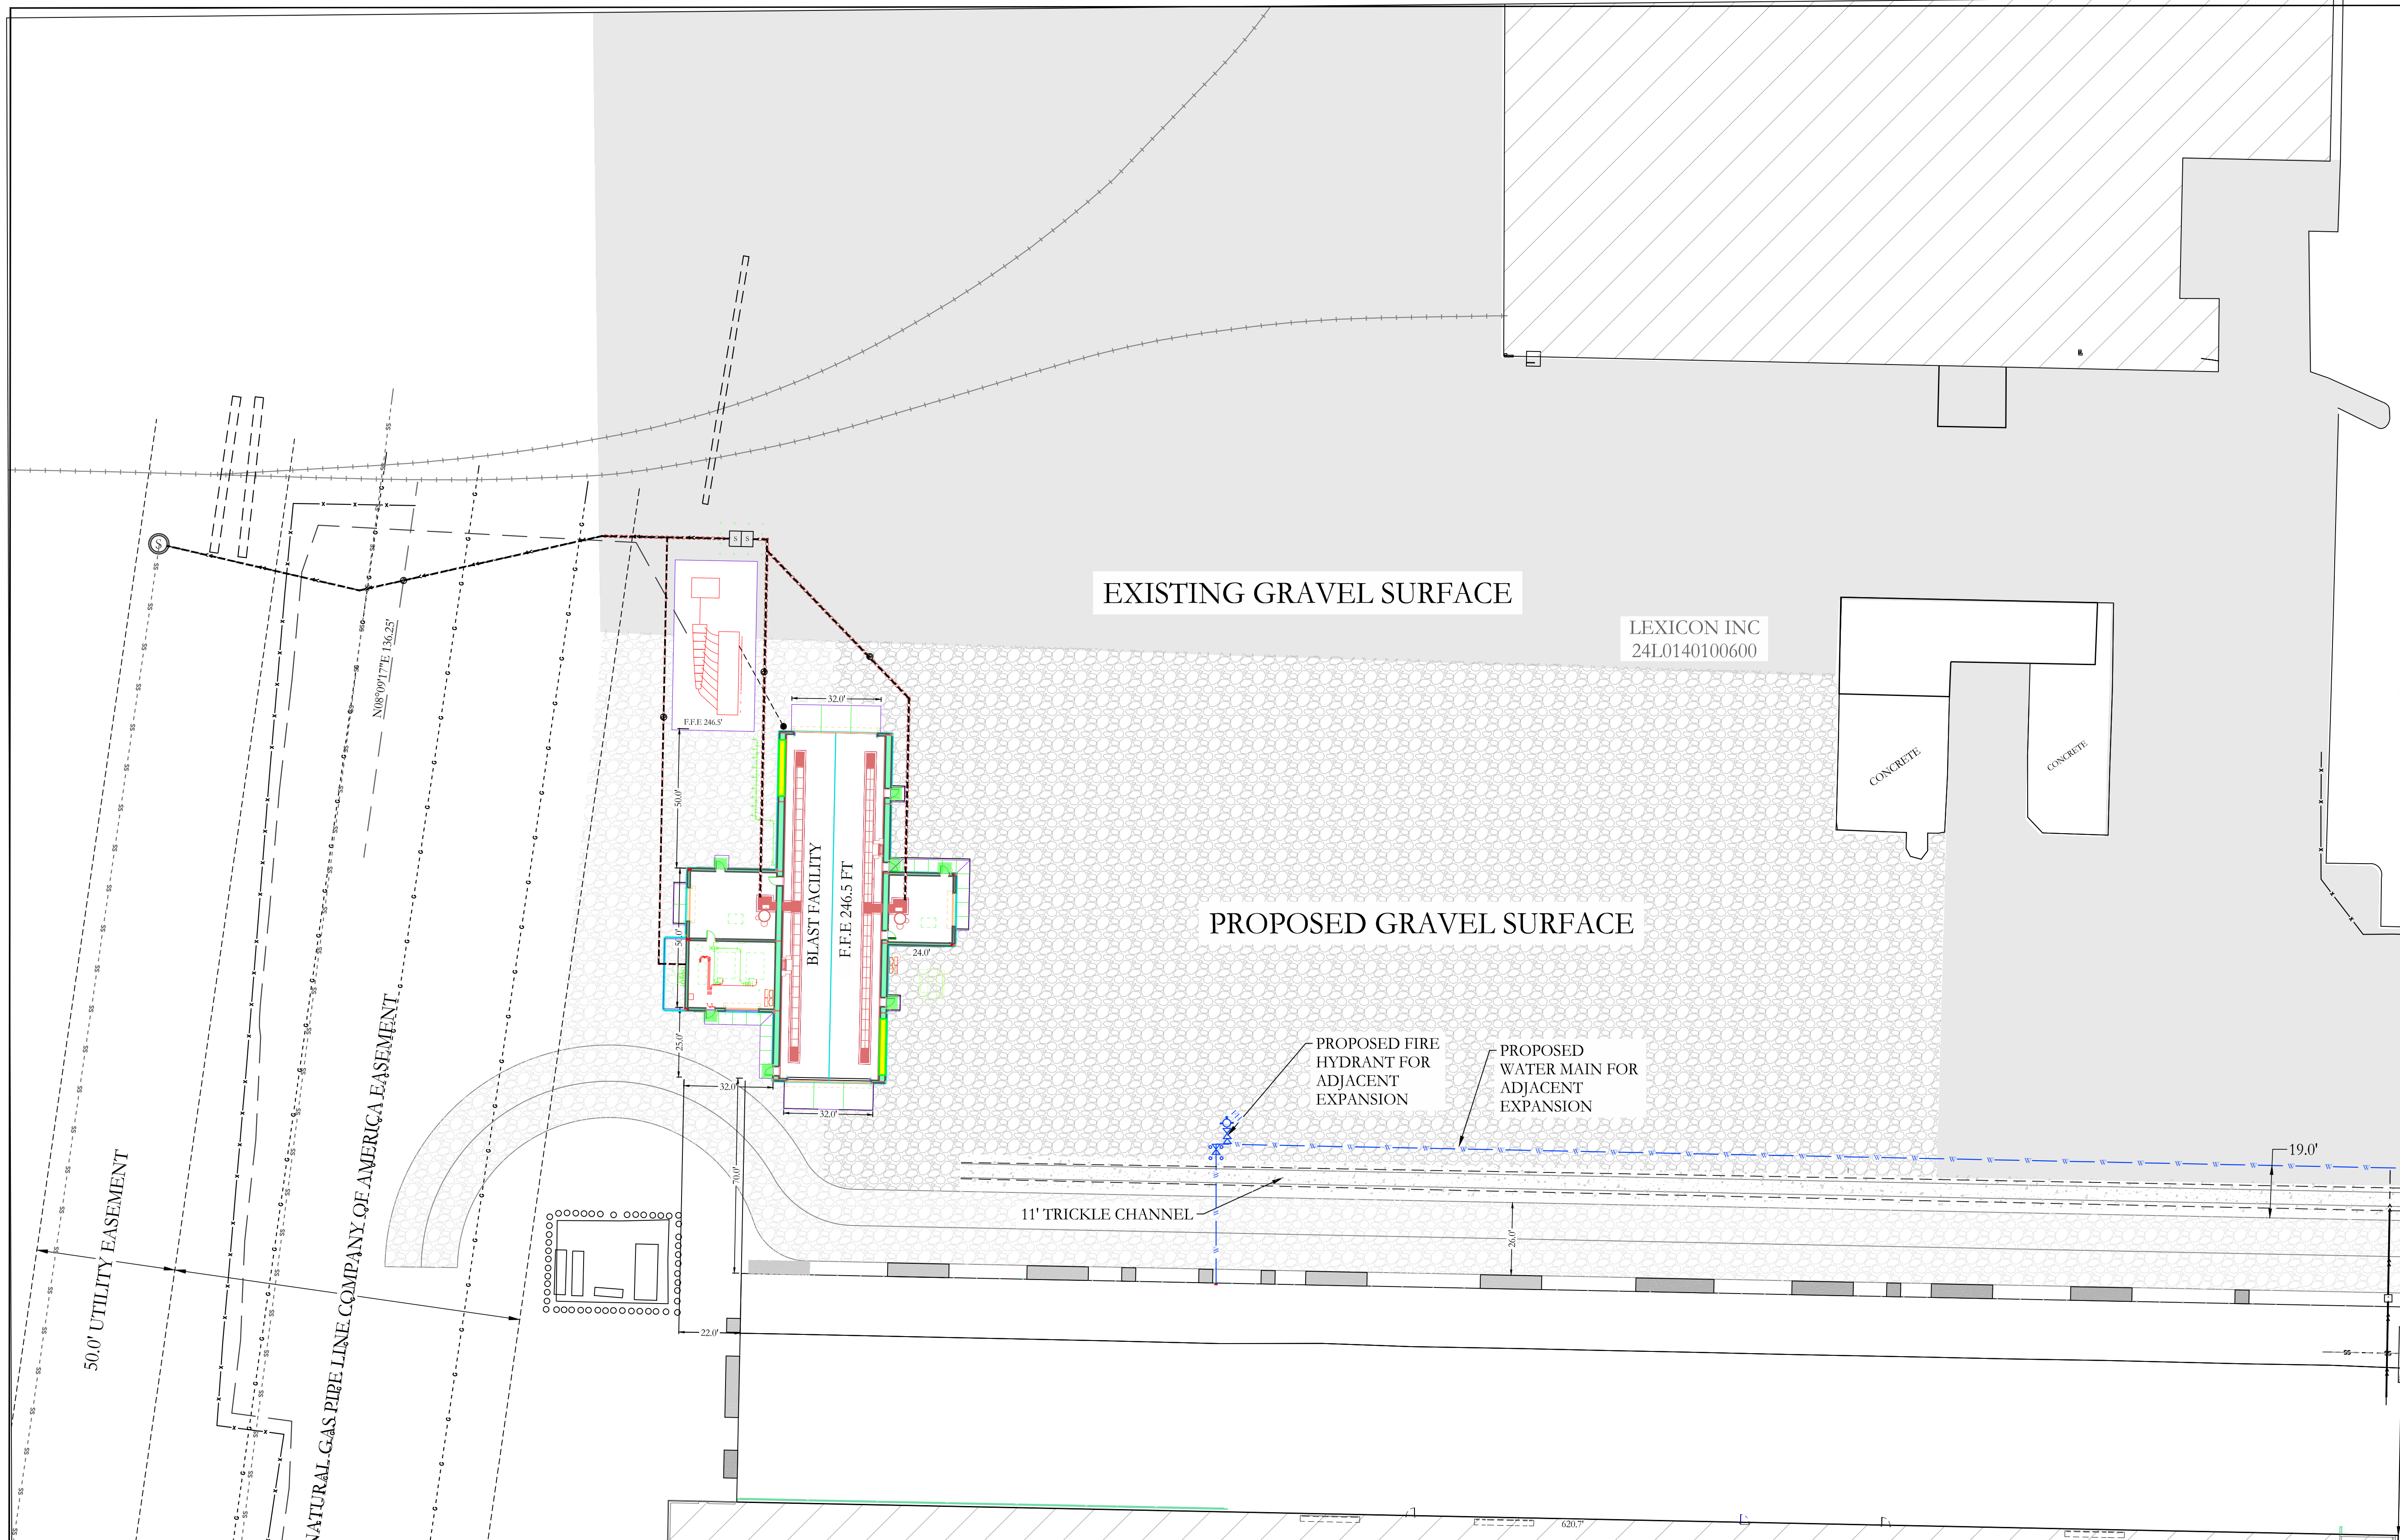 EXISTING GRAVEL SURFACE
LEXICON INC
24L0140100600
N08°09'17"E 136.25'
S
S S
F.F.E 246.5'
32.0'
50.0'
CONCRETE
CONCRETE
BLAST FACILITY
F.F.E 246.5 FT
PROPOSED GRAVEL SURFACE
50.0'
24.0'
25.0'
32.0'
32.0'
PROPOSED FIRE
HYDRANT FOR
ADJACENT
EXPANSION
PROPOSED
WATER MAIN FOR
ADJACENT
EXPANSION
19.0'
70.0'
11' TRICKLE CHANNEL
26.0'
50.0' UTILITY EASEMENT
NATURAL GAS PIPE LINE COMPANY OF AMERICA EASEMENT
22.0'
620.7'